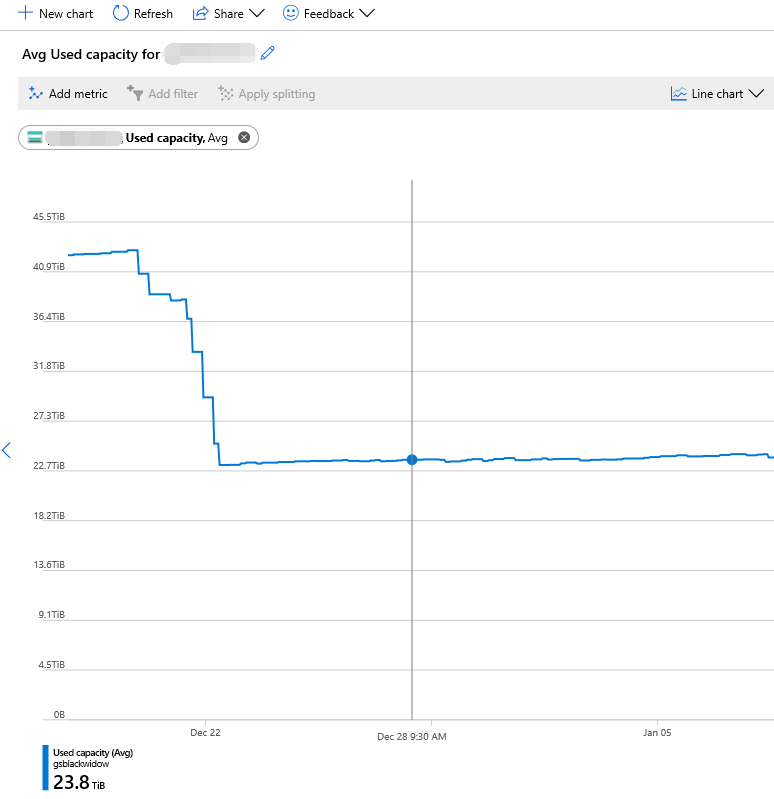 New chart Refresh Share Feedback
Avg Used capacity for
Add metric Add filter Apply splitting Line chart
, Used capacity, Avg
45.5TiB
40.9TiB
36.4TiB
31.8TiB
27.3TiB
22.7TiB
18.2TiB
13.6TiB
9.1TiB
4.5TiB
0B
Dec 22 Dec 28 9:30 AM Jan 05
Used capacity (Avg)
gsblackwidow
23.8 TiB